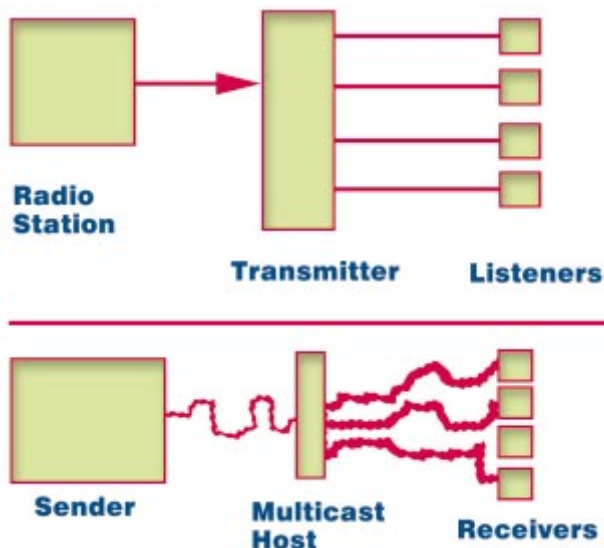 Radio
Station
Transmitter
Listeners
Sender
Multicast
Host
Receivers